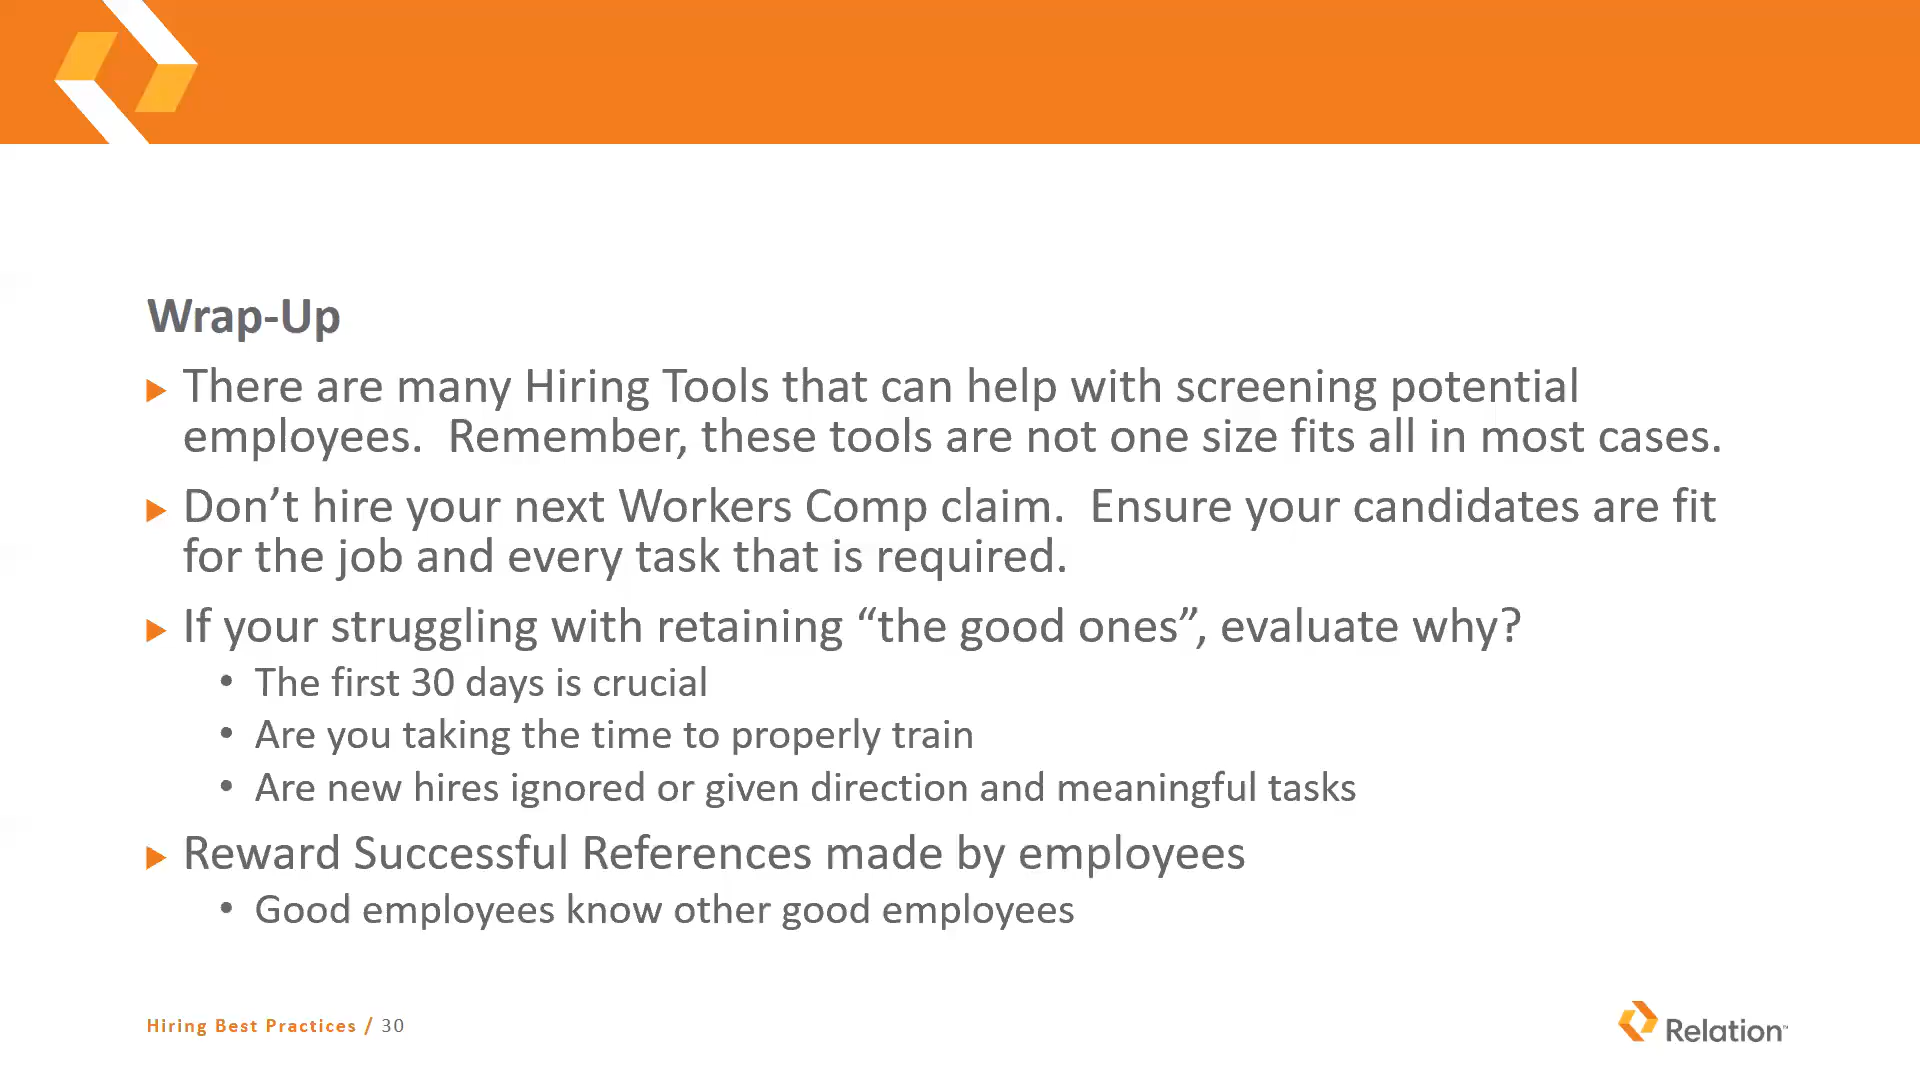 Wrap-Up
There are many Hiring Tools that can help with screening potential
employees.  Remember, these tools are not one size fits all in most cases.
Don’t hire your next Workers Comp claim.  Ensure your candidates are fit
for the job and every task that is required.
If your struggling with retaining “the good ones”, evaluate why?
• The first 30 days is crucial
• Are you taking the time to properly train
• Are new hires ignored or given direction and meaningful tasks
Reward Successful References made by employees
• Good employees know other good employees
Hiring Best Practices / 30
Relation™